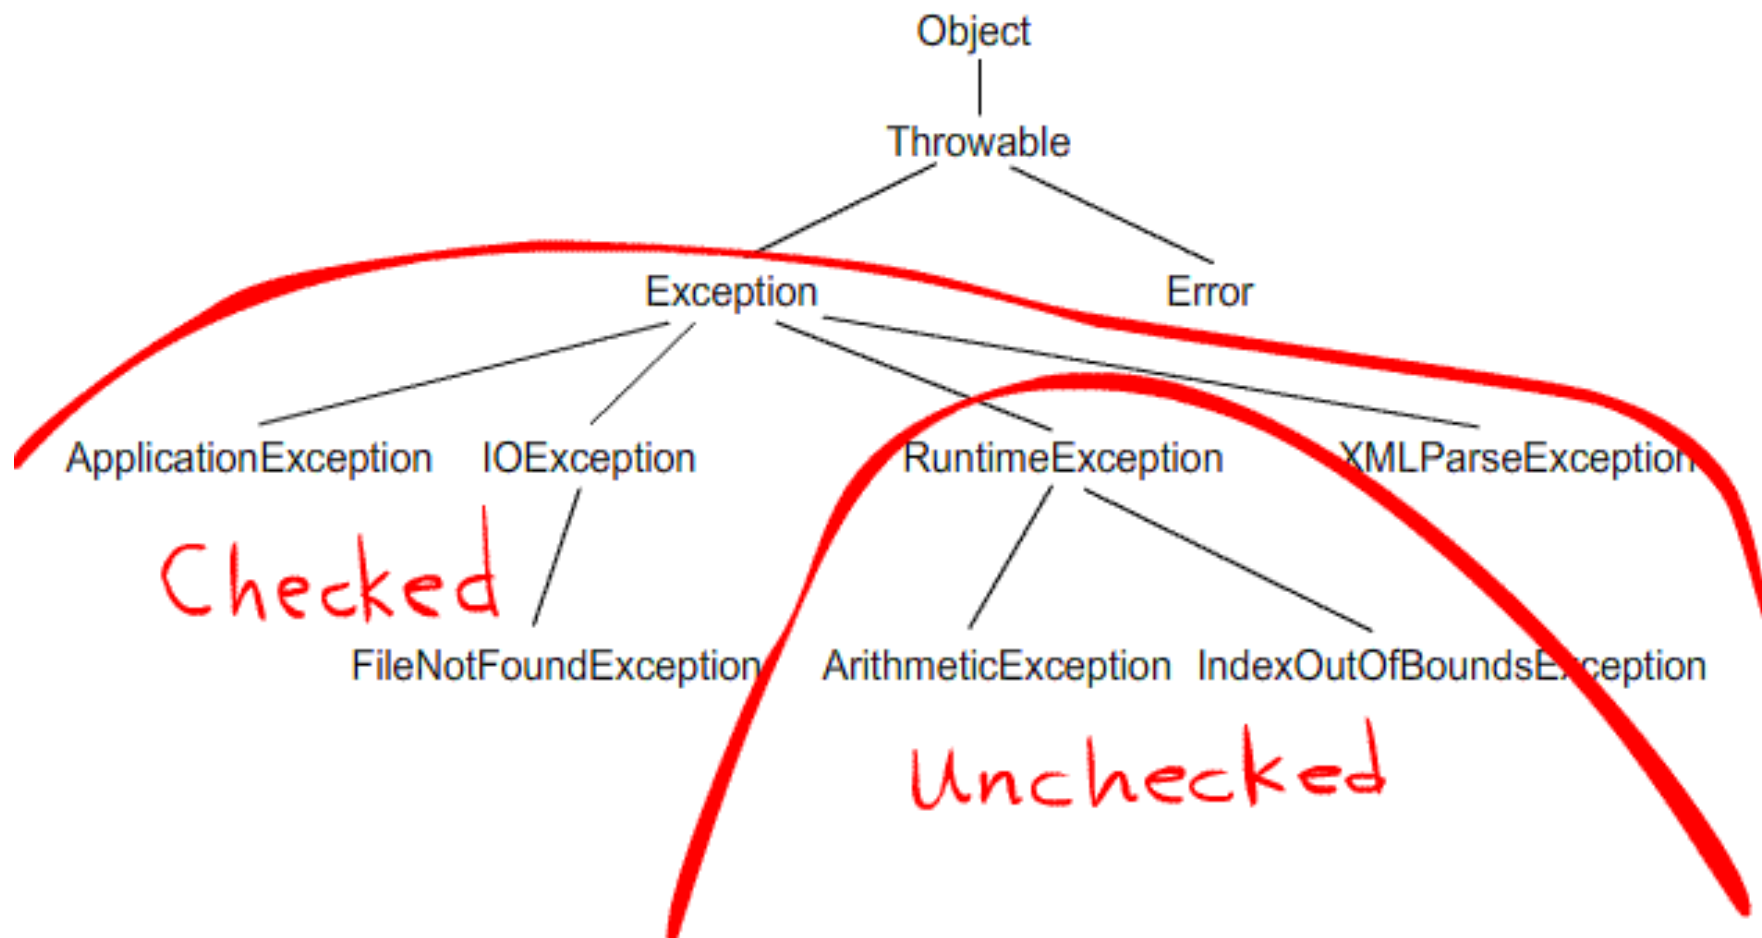 Object
Throwable
Exception Error
ApplicationException IOException RuntimeException XMLParseException
Checked
FileNotFoundException ArithmeticException IndexOutOfBoundsException
Unchecked